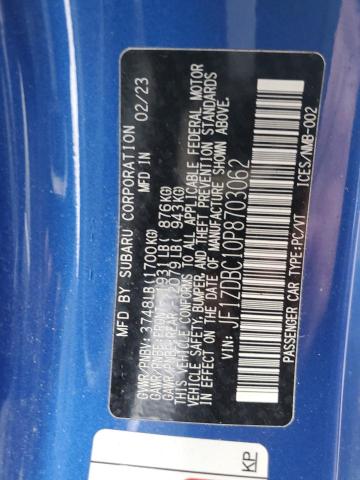 MFD BY SUBARU CORPORATION 02/23
MFD IN
GVWR/PNBV: 3748LB(1700KG)
GAWR/PNBE FRONT 1931LB( 876KG)
GAWR/PNBE REAR 2079LB( 943KG)
THIS VEHICLE CONFORMS TO ALL APPLICABLE FEDERAL MOTOR
VEHICLE SAFETY, BUMPER, AND THEFT PREVENTION STANDARDS
IN EFFECT ON THE DATE OF MANUFACTURE SHOWN ABOVE.
VIN: JF1ZDBC10P8703062
PASSENGER CAR TYPE:PC/VT
ICES/NMB-002
KP